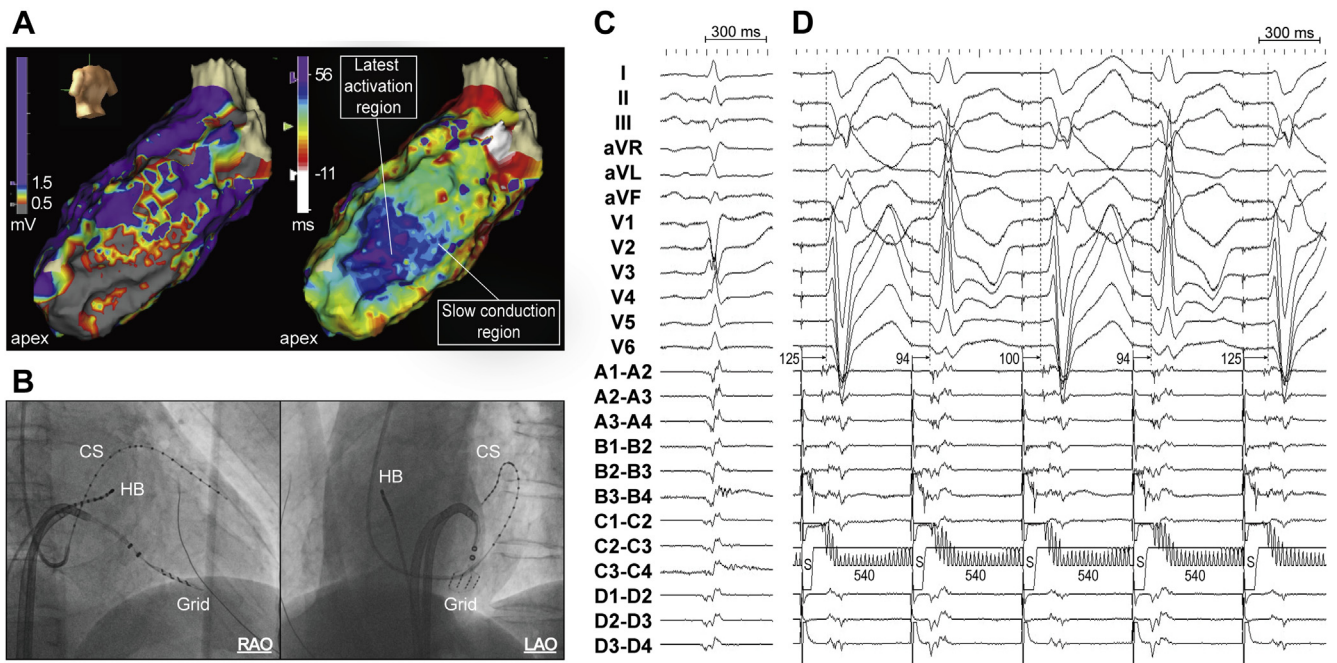 A
1.5
0.5
mV
apex
56
-11
ms
Latest
activation
region
Slow conduction
region
apex
B
CS
HB
Grid
RAO
CS
HB
Grid
LAO
C
300 ms
I
II
III
aVR
aVL
aVF
V1
V2
V3
V4
V5
V6
A1-A2
A2-A3
A3-A4
B1-B2
B2-B3
B3-B4
C1-C2
C2-C3
C3-C4
D1-D2
D2-D3
D3-D4
D
300 ms
125 94 100 94 125
S S S S S
540 540 540 540